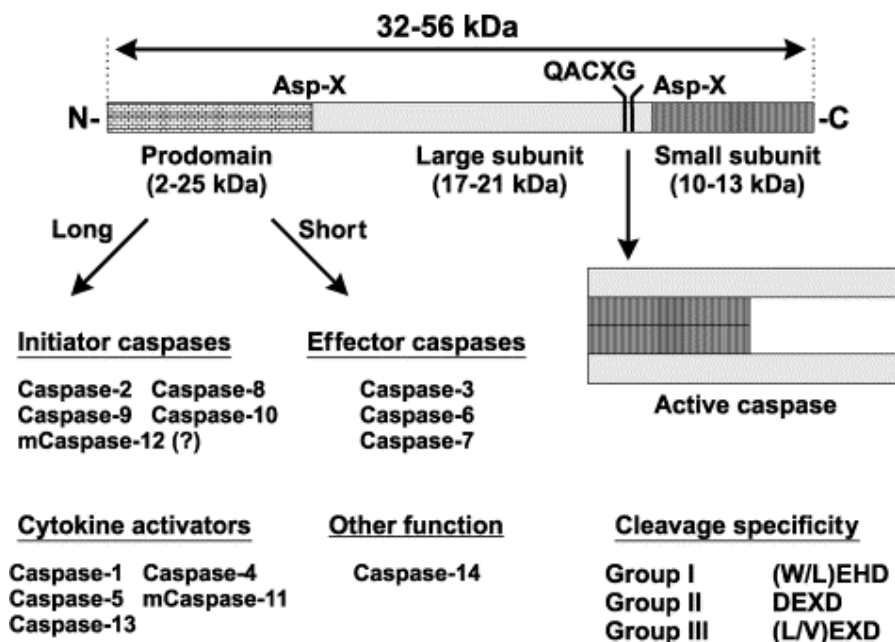 32-56 kDa
QACXG
Asp-X Asp-X
N- -C
Prodomain Large subunit Small subunit
(2-25 kDa) (17-21 kDa) (10-13 kDa)
Long Short
Initiator caspases Effector caspases
Caspase-2 Caspase-8 Caspase-3
Caspase-9 Caspase-10 Caspase-6
mCaspase-12 (?) Caspase-7
Active caspase
Cytokine activators Other function Cleavage specificity
Caspase-1 Caspase-4 Caspase-14 Group I (W/L)EHD
Caspase-5 mCaspase-11 Group II DEXD
Caspase-13 Group III (L/V)EXD